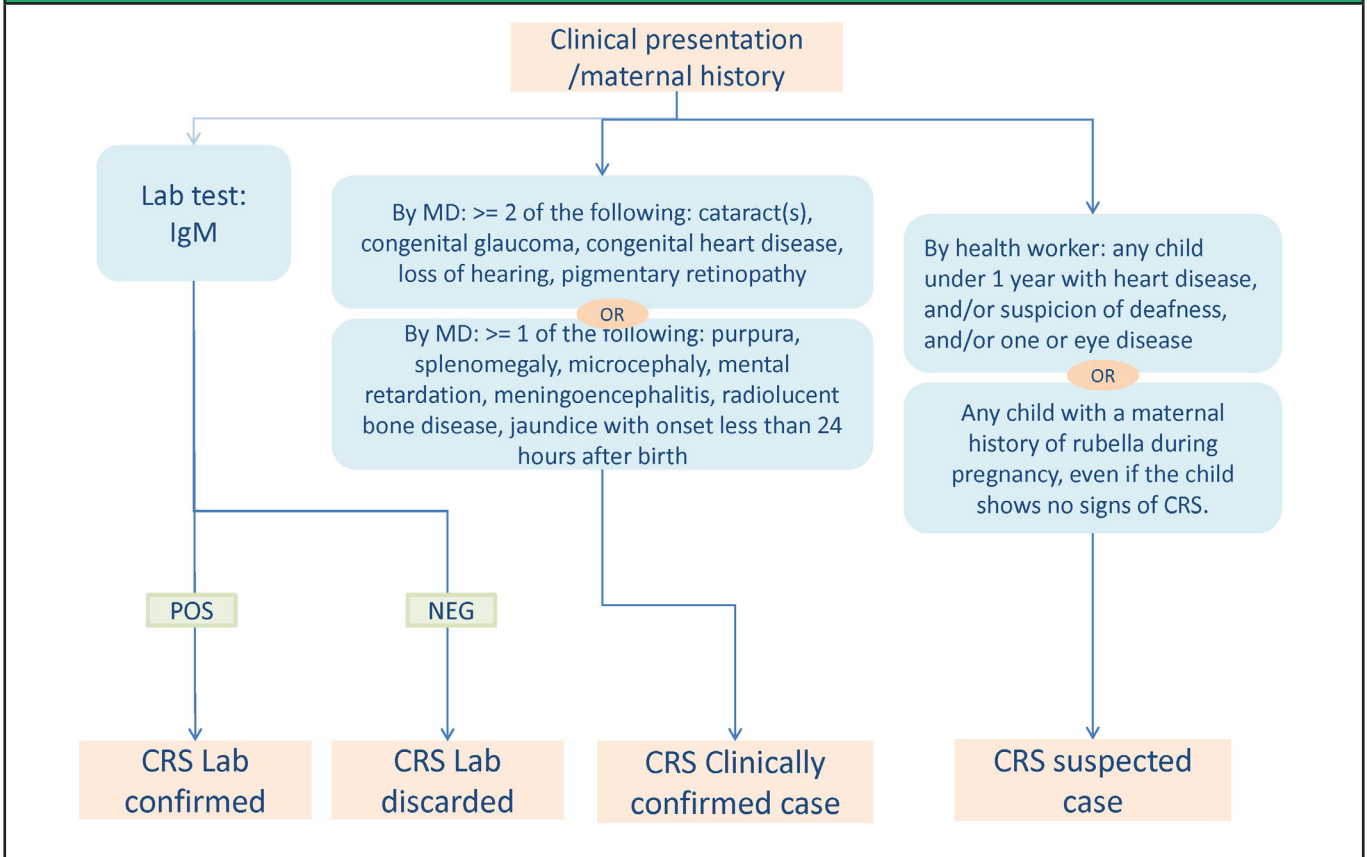 Clinical presentation
/maternal history
Lab test:
IgM
By MD: >= 2 of the following: cataract(s),
congenital glaucoma, congenital heart disease,
loss of hearing, pigmentary retinopathy
OR
By MD: >= 1 of the following: purpura,
splenomegaly, microcephaly, mental
retardation, meningoencephalitis, radiolucent
bone disease, jaundice with onset less than 24
hours after birth
By health worker: any child
under 1 year with heart disease,
and/or suspicion of deafness,
and/or one or eye disease
OR
Any child with a maternal
history of rubella during
pregnancy, even if the child
shows no signs of CRS.
POS
NEG
CRS Lab
confirmed
CRS Lab
discarded
CRS Clinically
confirmed case
CRS suspected
case